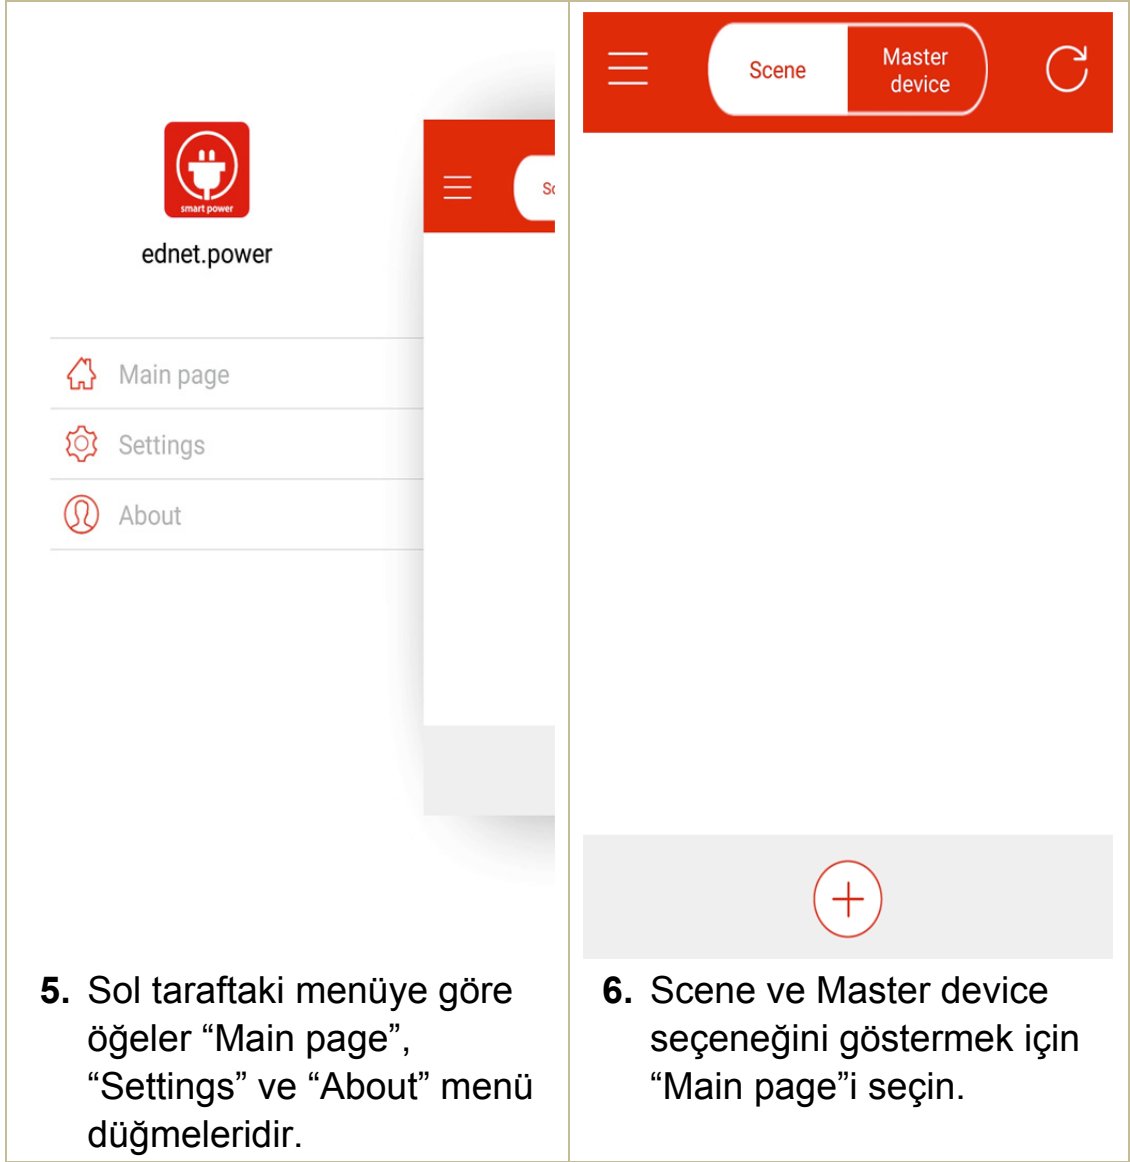 smart power
ednet.power
Main page
Settings
About
Sc
5. Sol taraftaki menüye göre
öğeler “Main page”,
“Settings” ve “About” menü
düğmeleridir.
Scene
Master
device
6. Scene ve Master device
seçeneğini göstermek için
“Main page”i seçin.